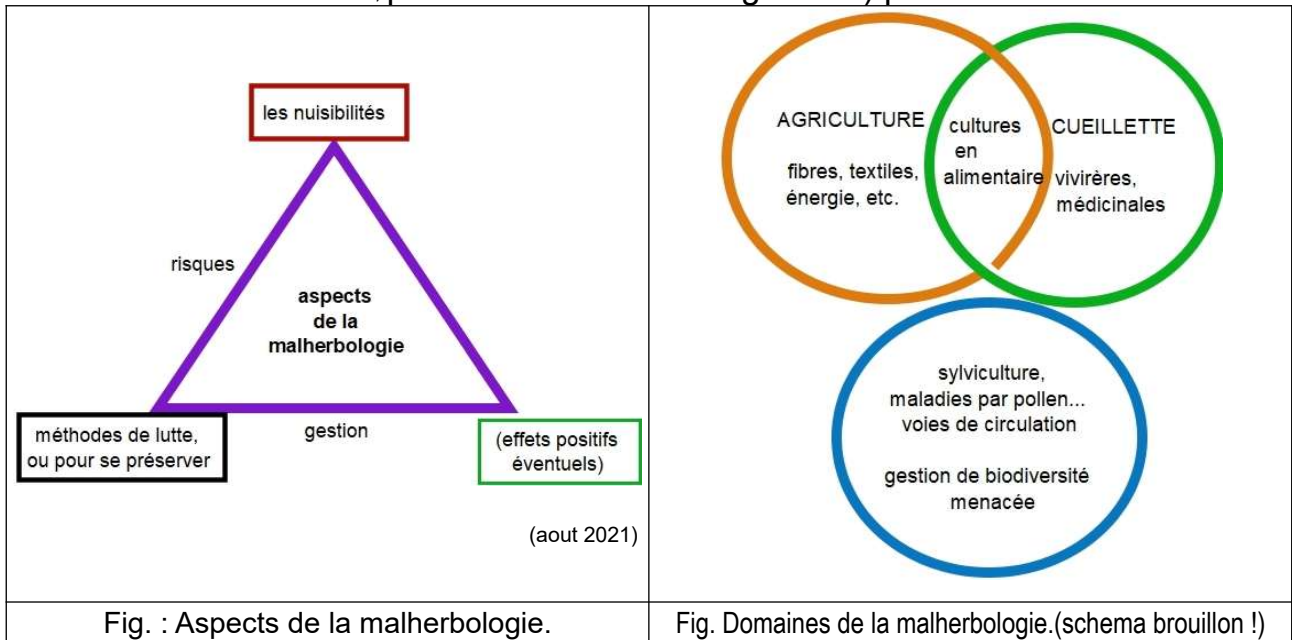 les nuisibilités
risques
aspects
de la
malherbologie
méthodes de lutte,
ou pour se préserver
gestion
(effets positifs
éventuels)
(aout 2021)
Fig. : Aspects de la malherbologie.
AGRICULTURE
fibres, textiles,
énergie, etc.
cultures
en
alimentaire
CUEILLETTE
vivirères,
médicinales
sylviculture,
maladies par pollen...
voies de circulation
gestion de biodiversité
menacée
Fig. Domaines de la malherbologie.(schema brouillon !)